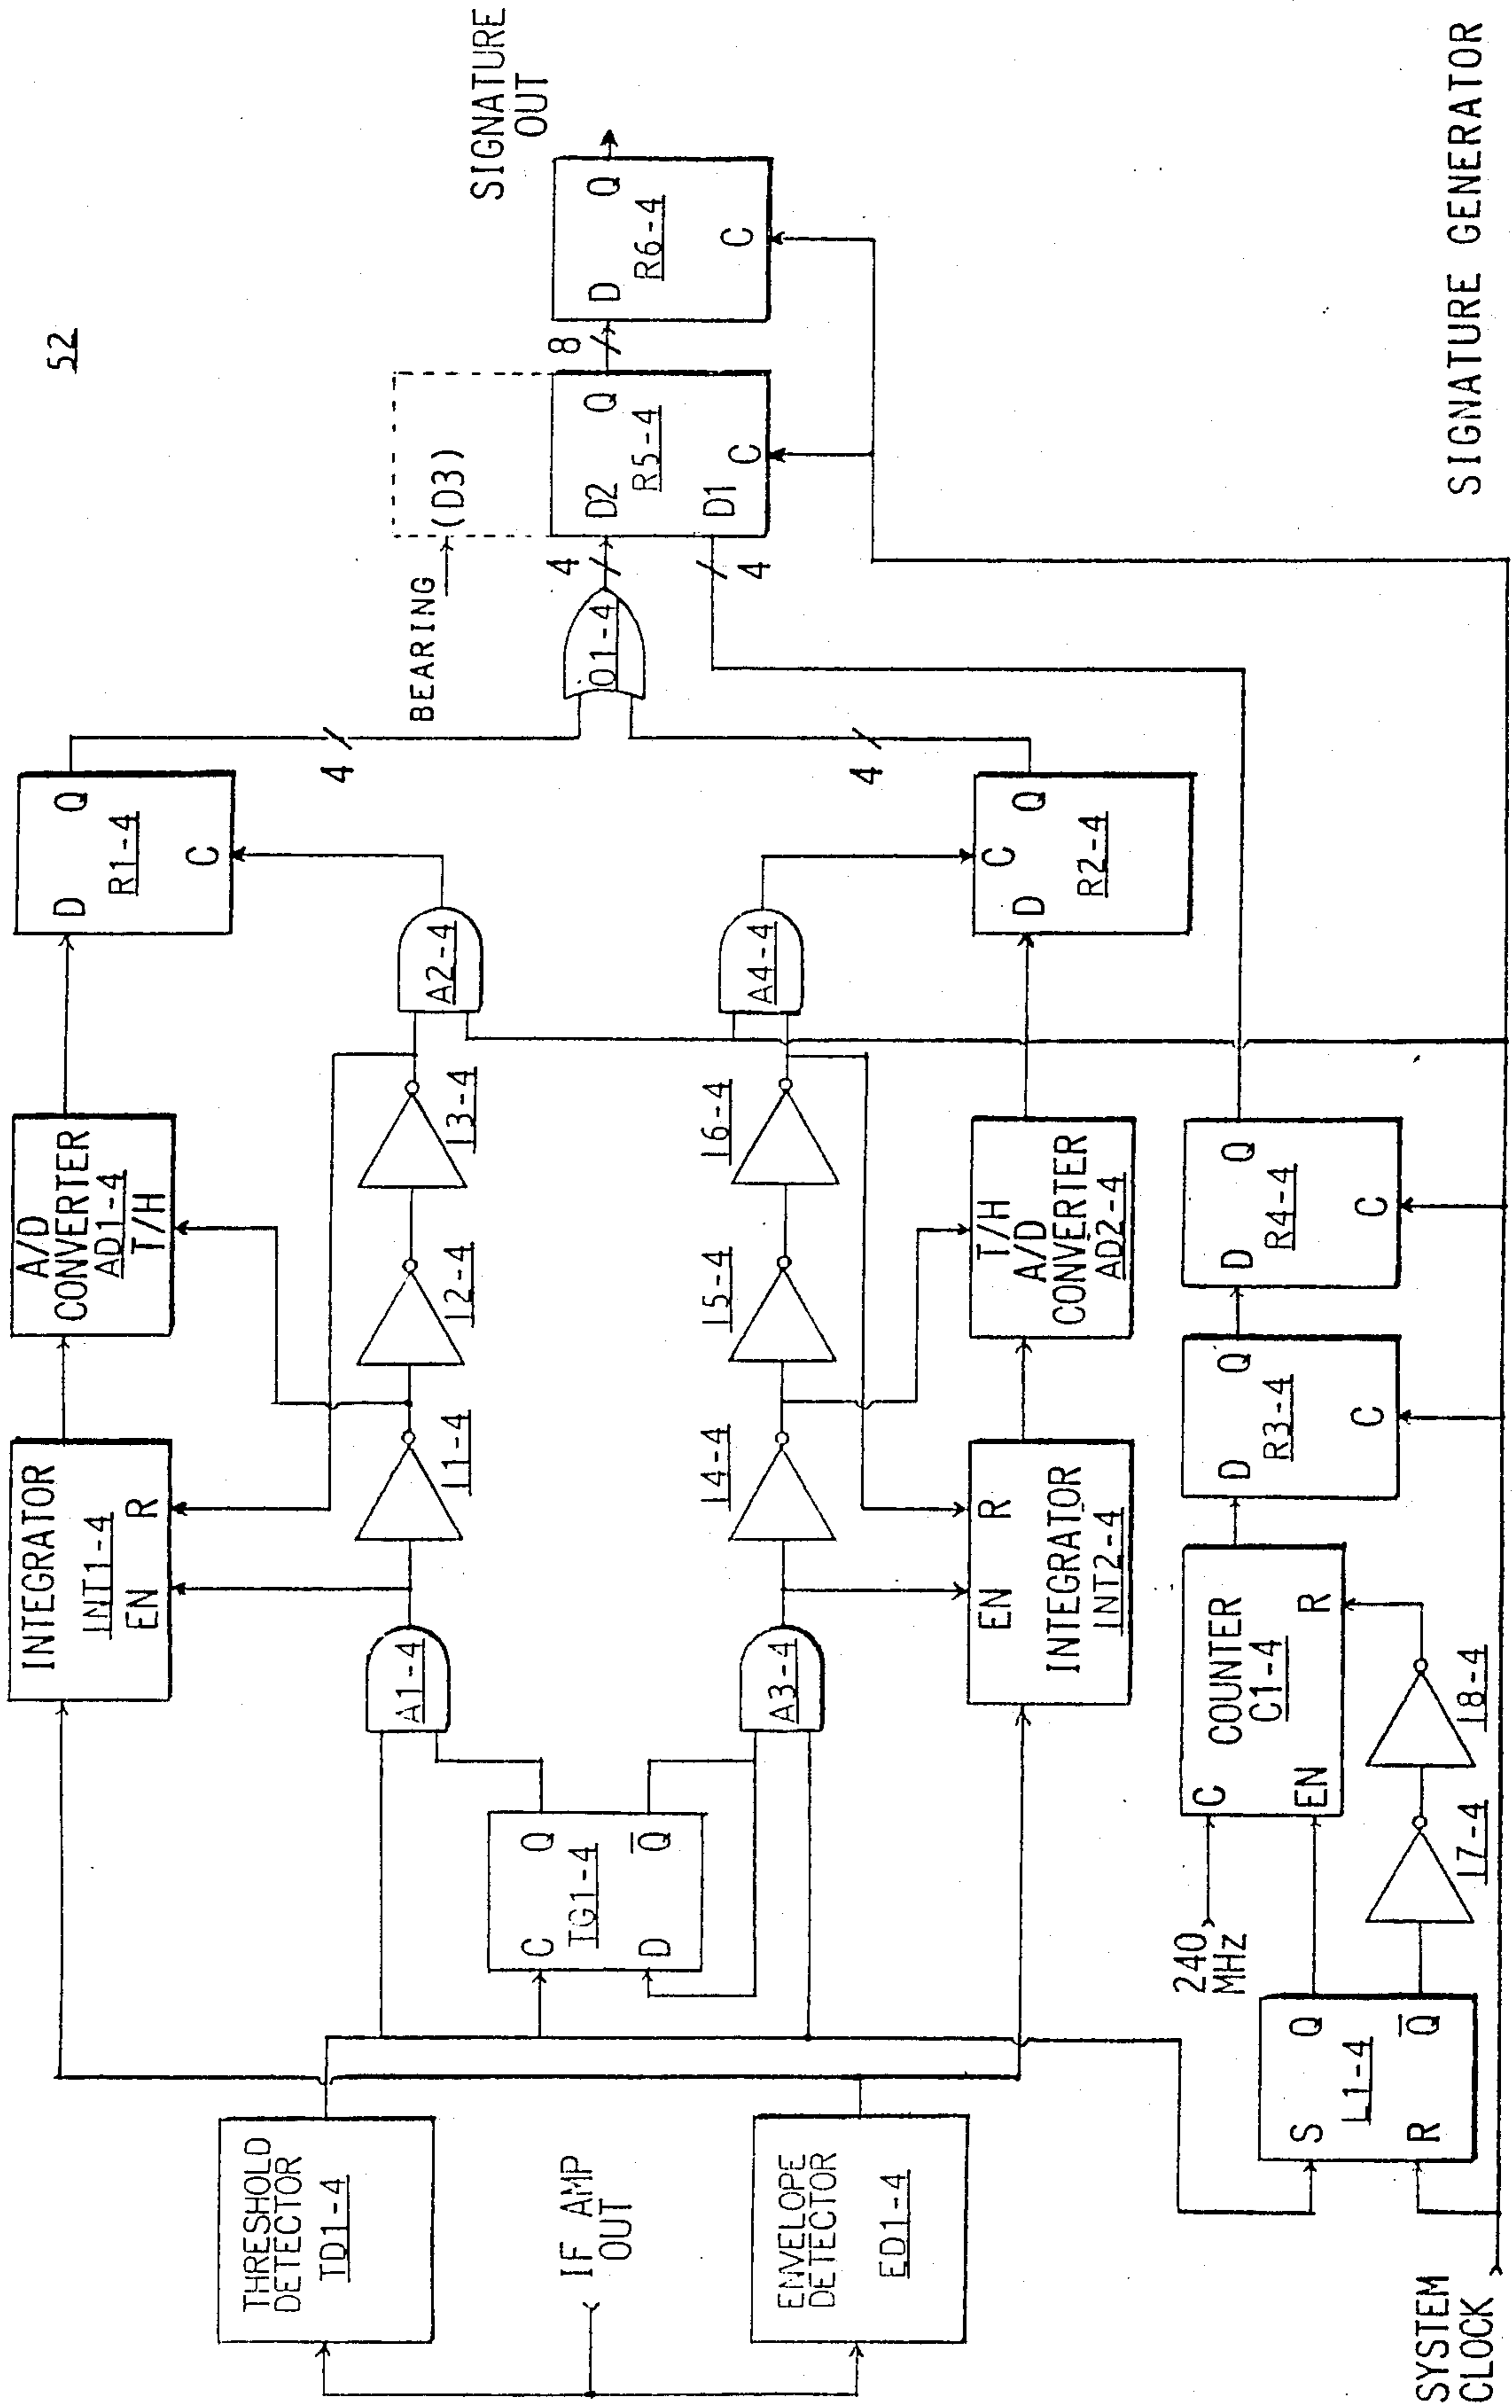 52
INTEGRATOR
INT1-4
EN
R
A/D
CONVERTER
AD1-4
T/H
D
Q
R1-4
C
THRESHOLD
DETECTOR
TD1-4
A1-4
I1-4
I2-4
I3-4
A2-4
4
BEARING
(D3)
SIGNATURE
OUT
IF AMP
OUT
C
Q
TG1-4
D
Q
O1-4
4
D2
Q
R5-4
D1
C
8
D
Q
R6-4
C
4
4
ENVELOPE
DETECTOR
ED1-4
A3-4
I4-4
I5-4
I6-4
A4-4
EN
R
INTEGRATOR
INT2-4
T/H
A/D
CONVERTER
AD2-4
C
D
Q
R2-4
240
MHz
C
COUNTER
C1-4
EN
R
D
Q
R3-4
C
D
Q
R4-4
C
S
Q
L1-4
R
Q
I7-4
I8-4
SYSTEM
CLOCK
SIGNATURE GENERATOR